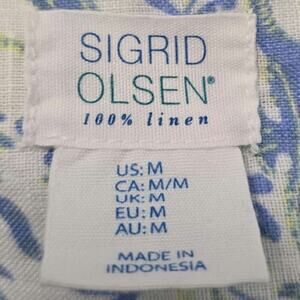 SIGRID
OLSEN®
100% linen
US: M
CA: M/M
UK: M
EU: M
AU: M
MADE IN
INDONESIA